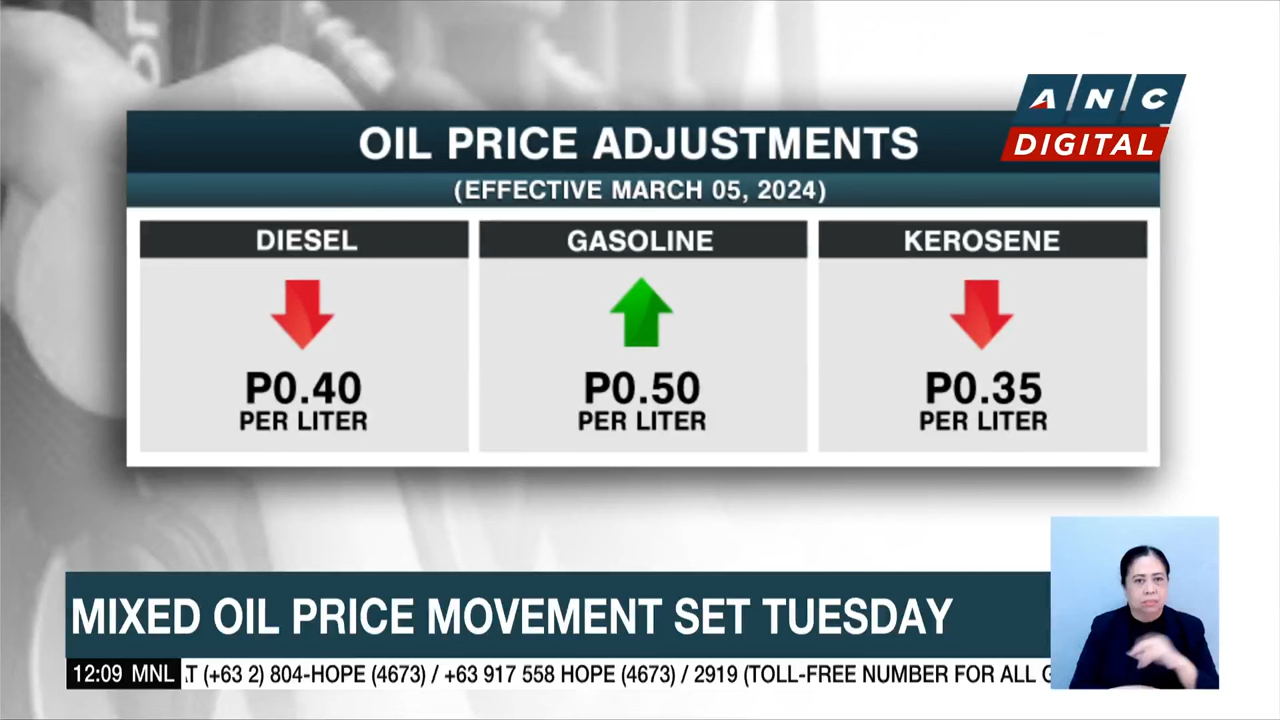 ANC
DIGITAL
OIL PRICE ADJUSTMENTS
(EFFECTIVE MARCH 05, 2024)
DIESEL
P0.40
PER LITER
GASOLINE
P0.50
PER LITER
KEROSENE
P0.35
PER LITER
MIXED OIL PRICE MOVEMENT SET TUESDAY
12:09 MNL
T (+63 2) 804-HOPE (4673) / +63 917 558 HOPE (4673) / 2919 (TOLL-FREE NUMBER FOR ALL